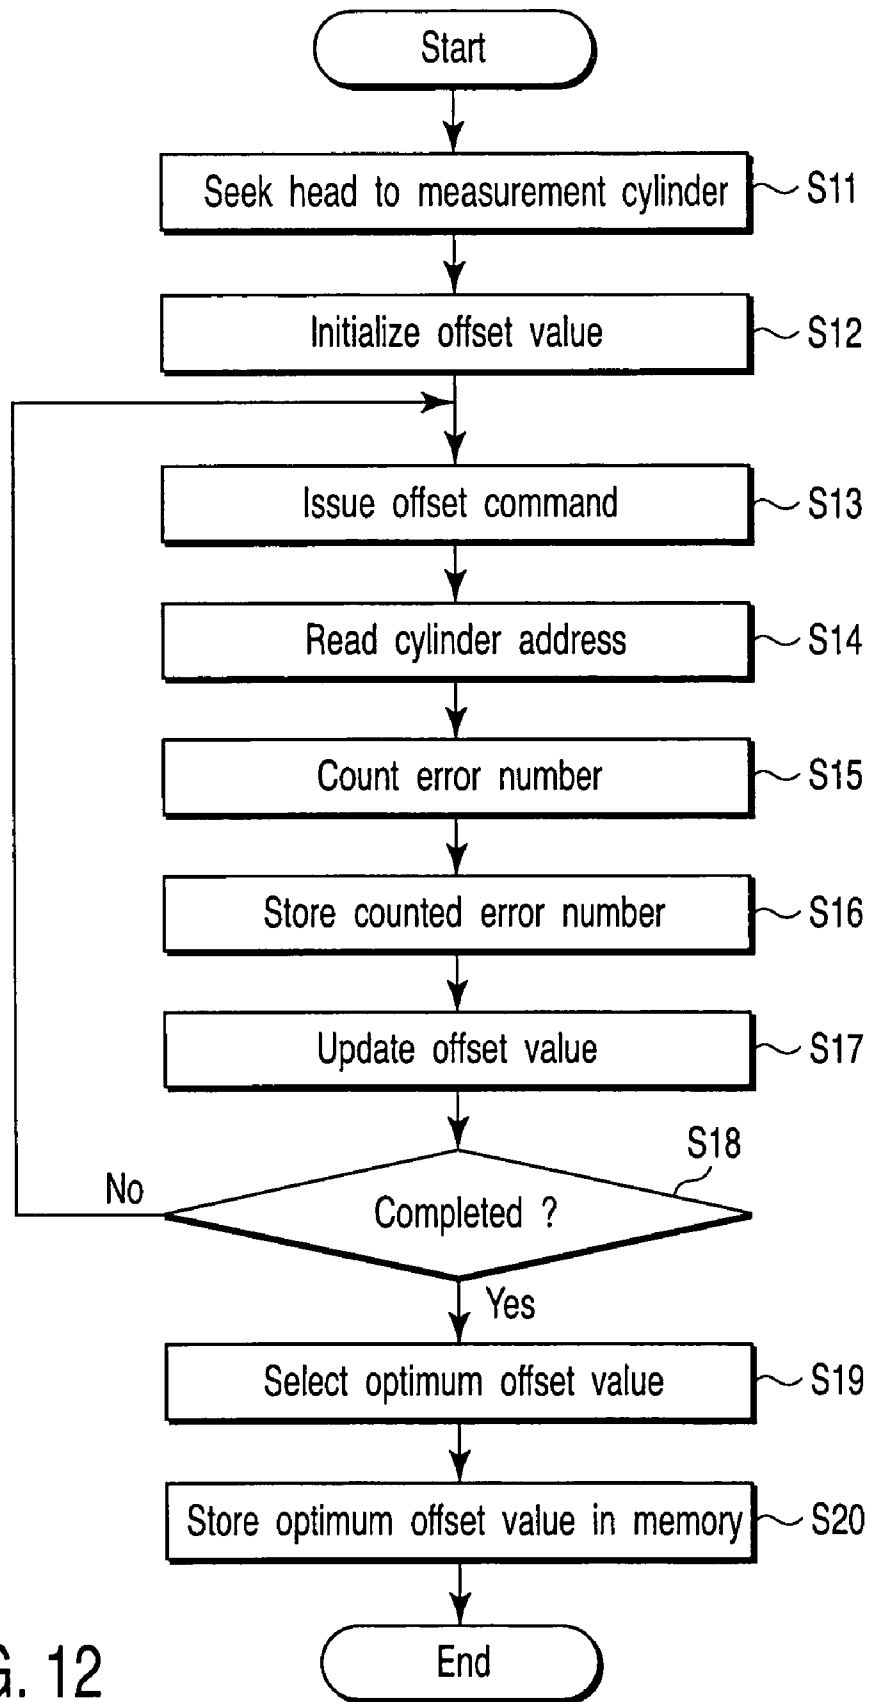 Start
Seek head to measurement cylinder
S11
Initialize offset value
S12
Issue offset command
S13
Read cylinder address
S14
Count error number
S15
Store counted error number
S16
Update offset value
S17
S18
Completed ?
No
Yes
Select optimum offset value
S19
Store optimum offset value in memory
S20
End
G. 12